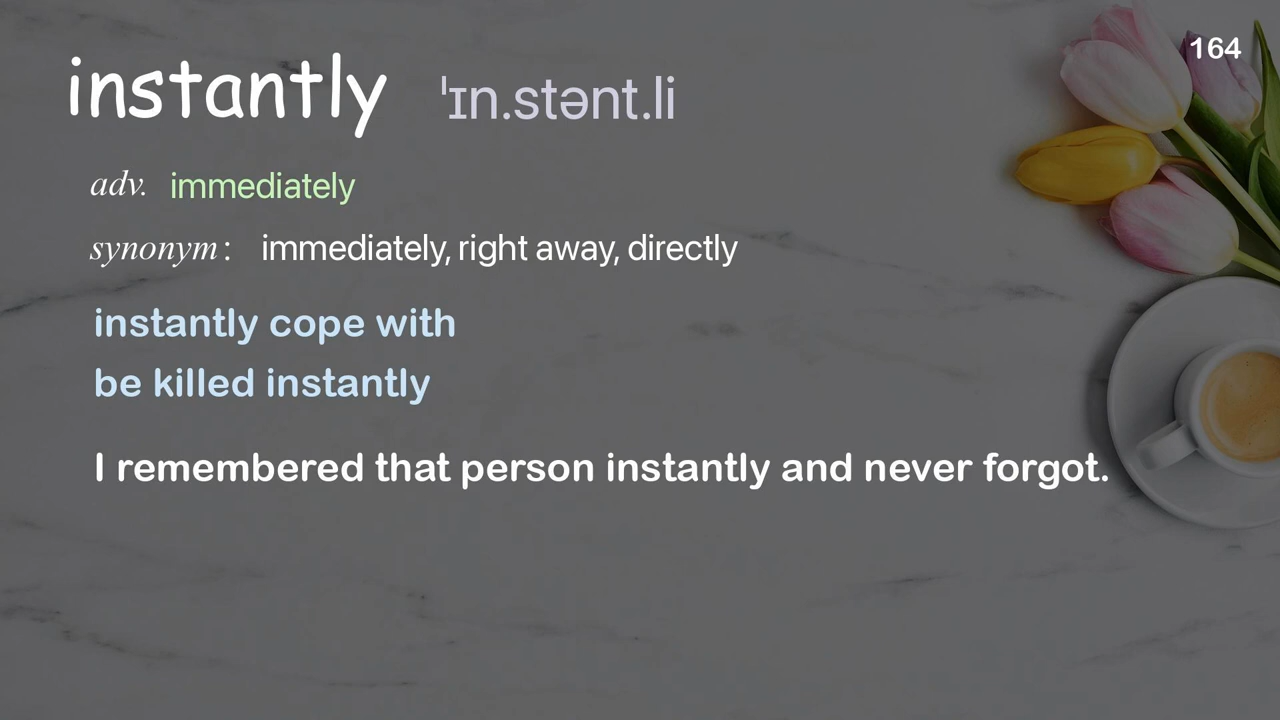 164
instantly ˈɪn.stənt.li
adv. immediately
synonym: immediately, right away, directly
instantly cope with
be killed instantly
I remembered that person instantly and never forgot.